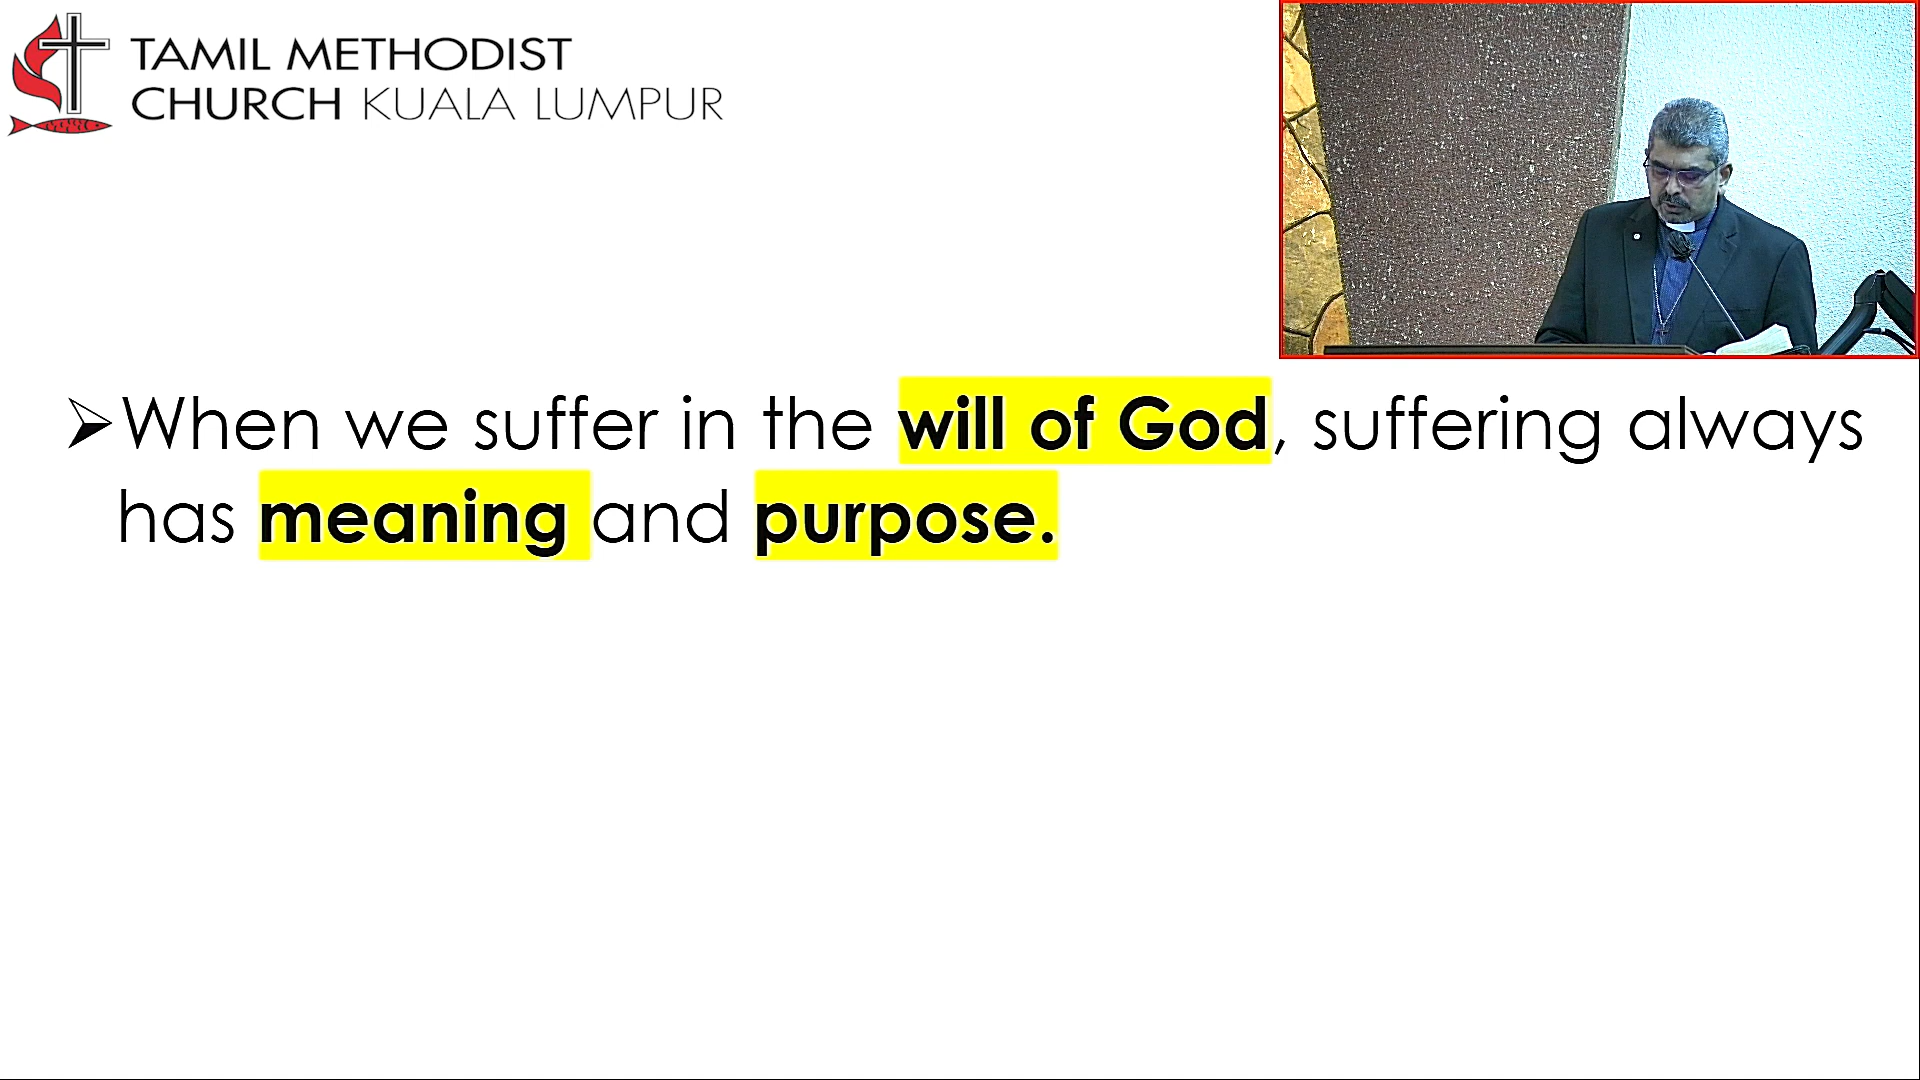 TAMIL METHODIST
CHURCH KUALA LUMPUR
➢When we suffer in the will of God, suffering always
has meaning and purpose.